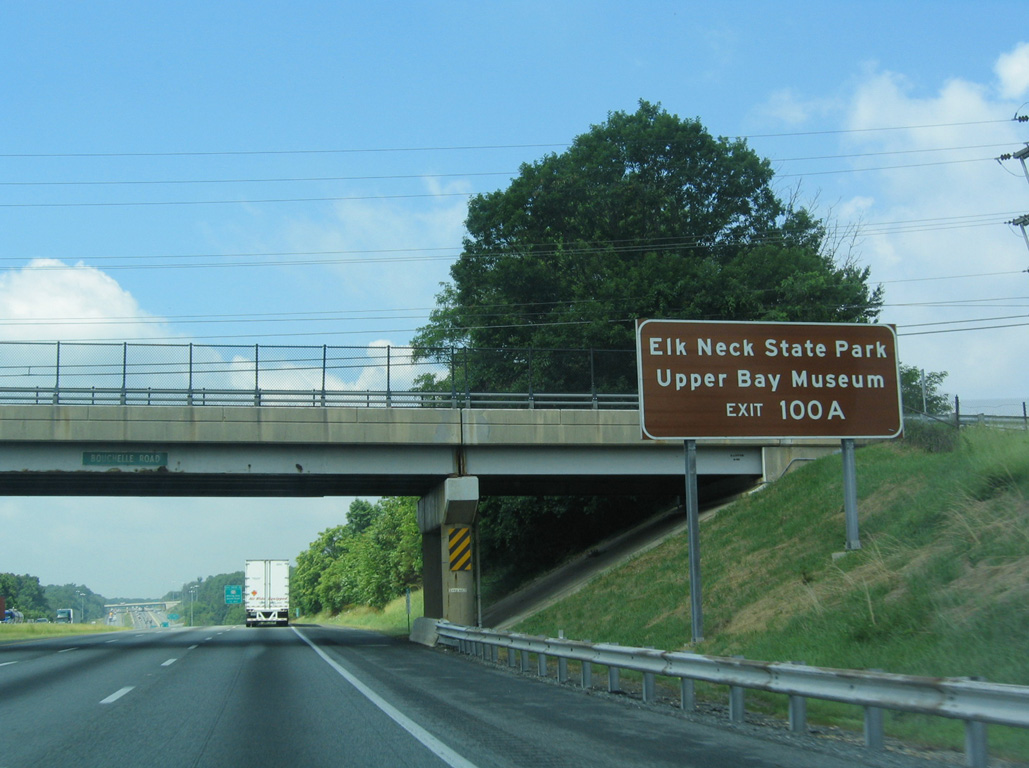 Elk Neck State Park
Upper Bay Museum
EXIT 100A
BOUCHELLE ROAD